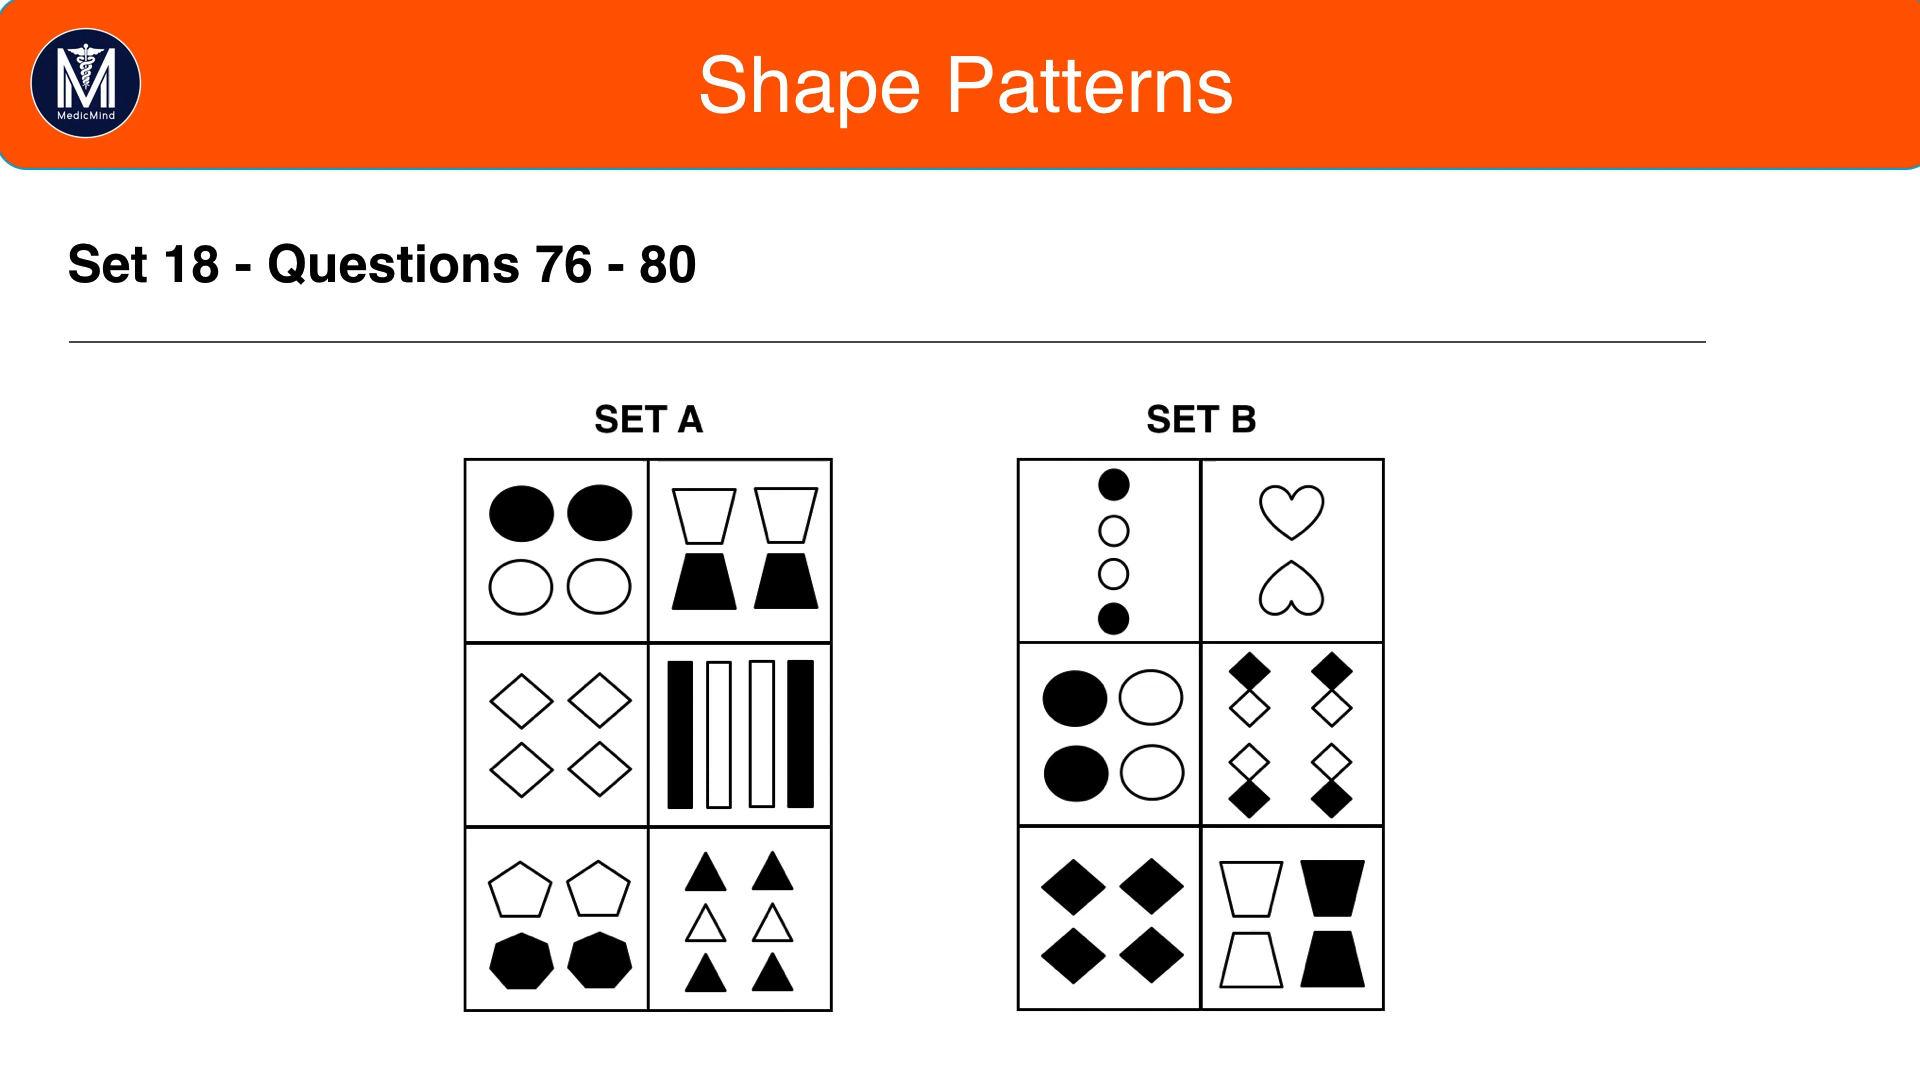 MedicMind
Shape Patterns
Set 18 - Questions 76 - 80
SET A
SET B